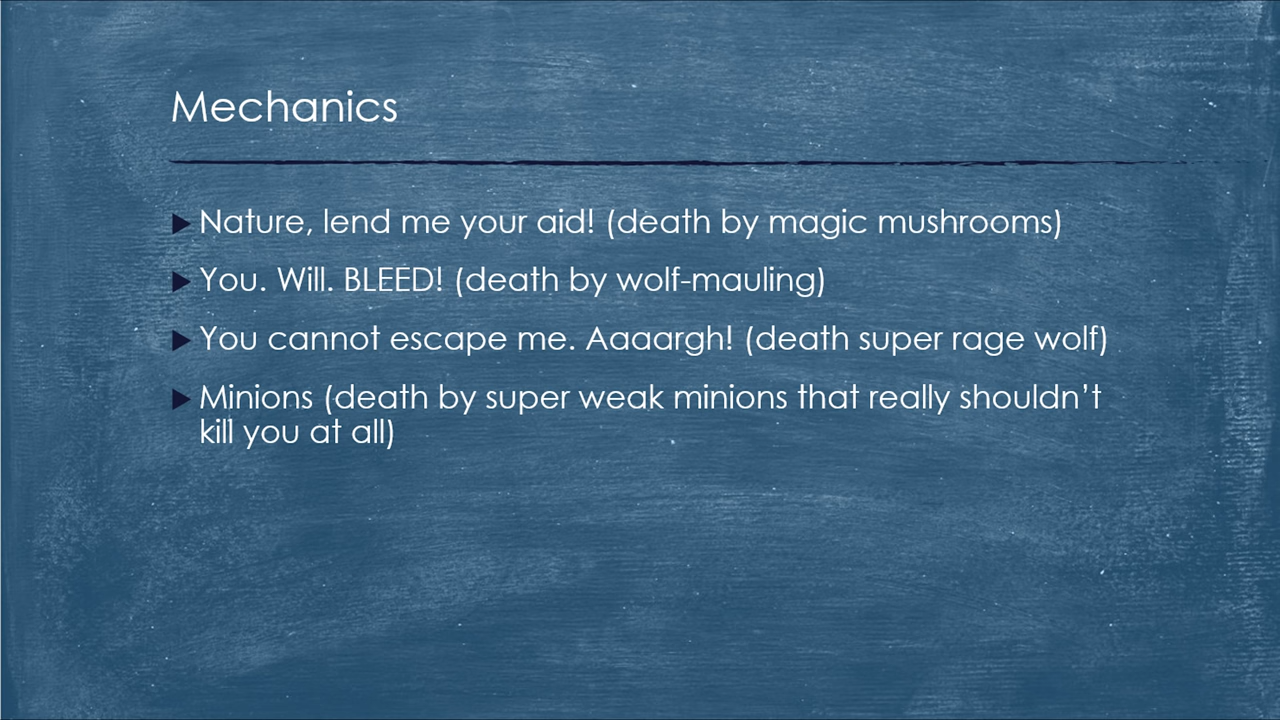 Mechanics
Nature, lend me your aid! (death by magic mushrooms)
You. Will. BLEED! (death by wolf-mauling)
You cannot escape me. Aaaargh! (death super rage wolf)
Minions (death by super weak minions that really shouldn’t
kill you at all)